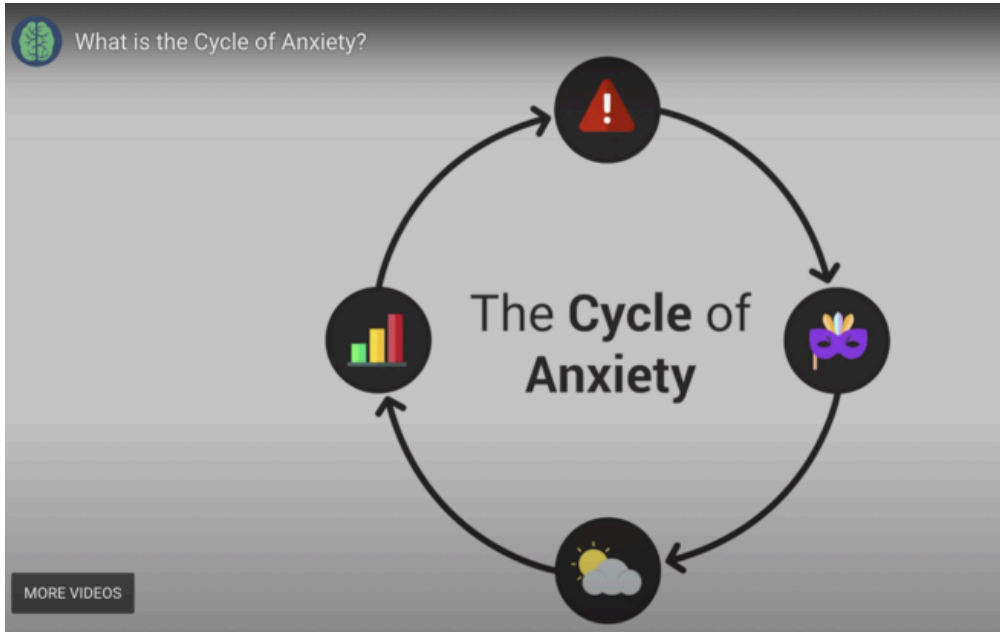 What is the Cycle of Anxiety?
!
The Cycle of
Anxiety
MORE VIDEOS